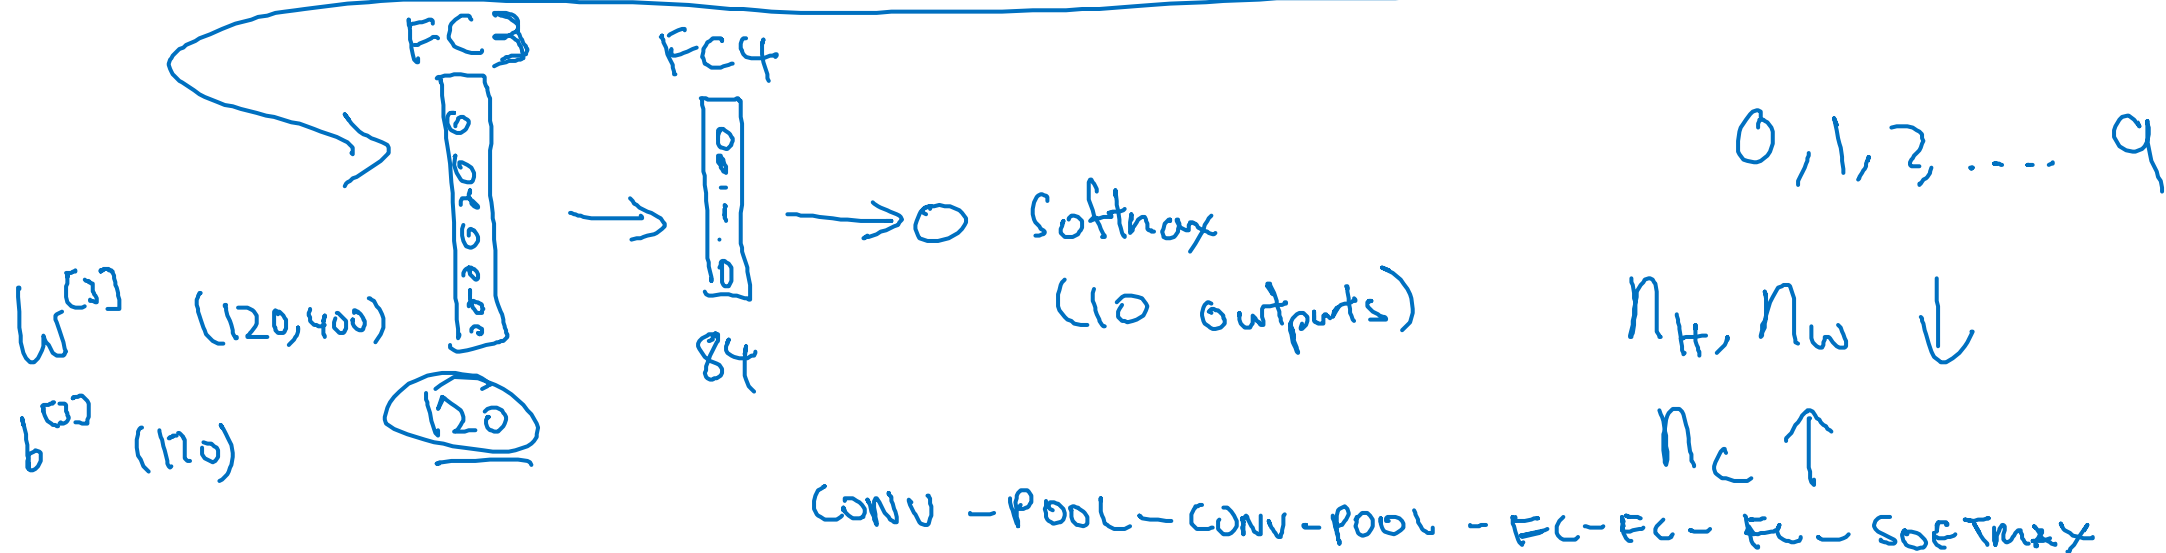 FC3
FC4
0, 1, 2, .... 9
Softmax
(10 outputs)
W[3] (120,400)
n_H, n_W ↓
84
120
b[3] (120)
n_C ↑
CONV - POOL - CONV - POOL - FC - FC - FC - SOFTMAX